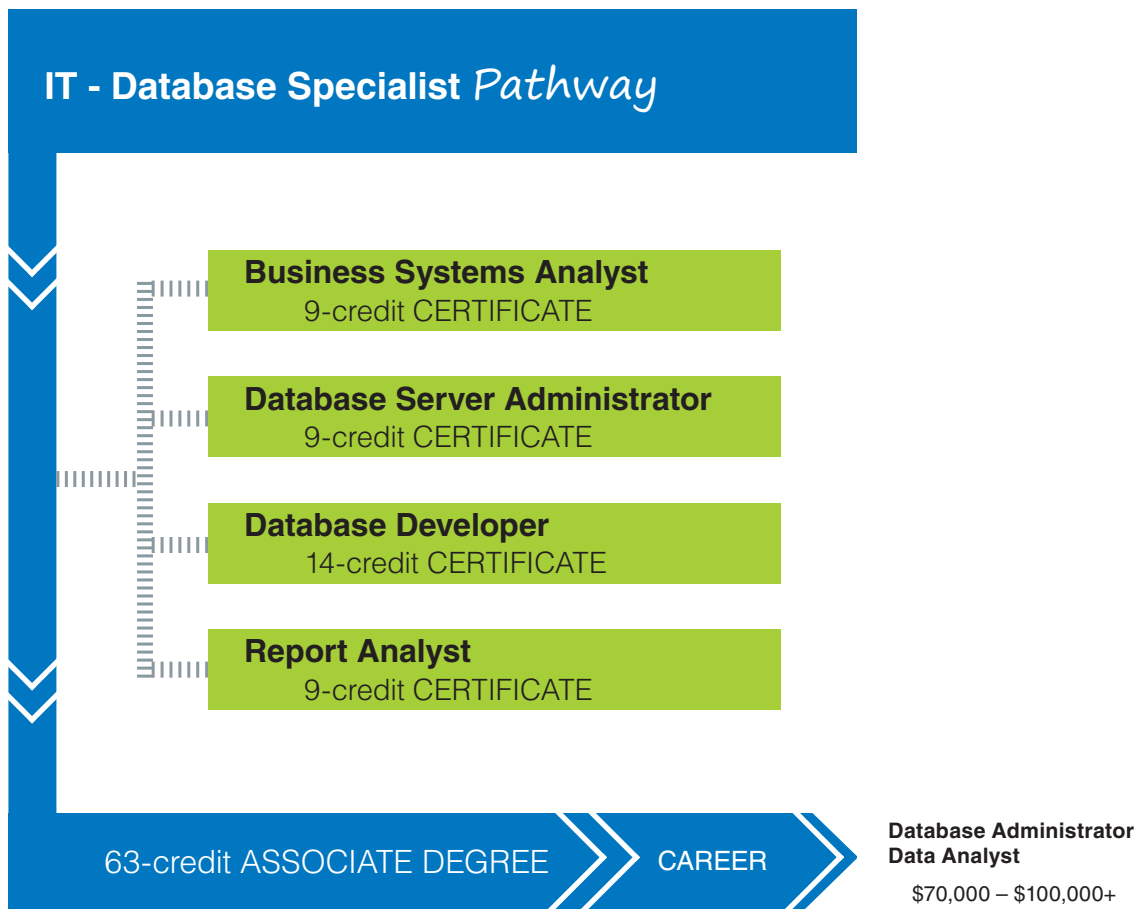 IT - Database Specialist Pathway
Business Systems Analyst
9-credit CERTIFICATE
Database Server Administrator
9-credit CERTIFICATE
Database Developer
14-credit CERTIFICATE
Report Analyst
9-credit CERTIFICATE
63-credit ASSOCIATE DEGREE
CAREER
Database Administrator
Data Analyst
$70,000 – $100,000+